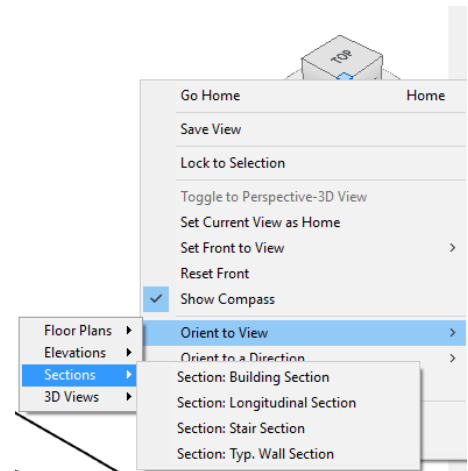 TOP
Go Home Home
Save View
Lock to Selection
Toggle to Perspective-3D View
Set Current View as Home
Set Front to View
Reset Front
Show Compass
Orient to View
Orient to a Direction
Floor Plans
Elevations
Sections
3D Views
Section: Building Section
Section: Longitudinal Section
Section: Stair Section
Section: Typ. Wall Section